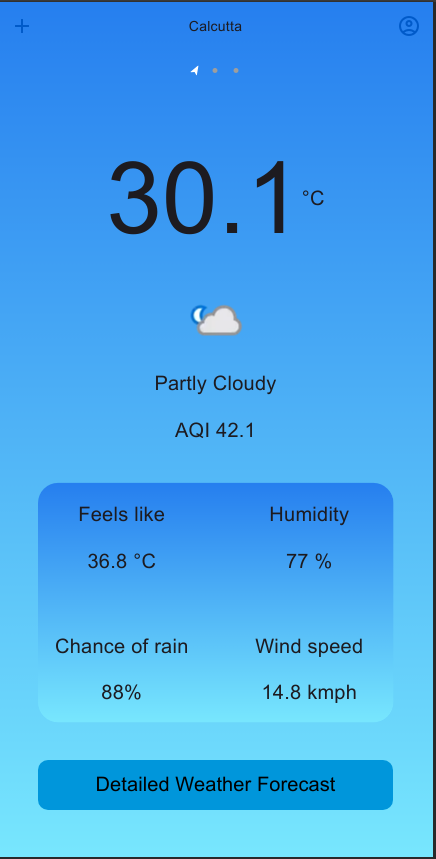 Calcutta
30.1 °C
Partly Cloudy
AQI 42.1
Feels like Humidity
36.8 °C 77 %
Chance of rain Wind speed
88% 14.8 kmph
Detailed Weather Forecast